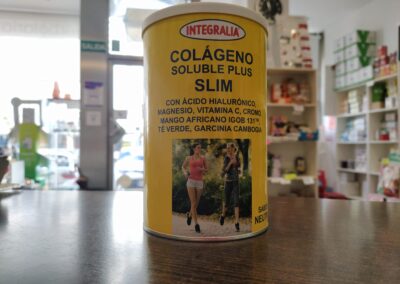 SALIDA
INTEGRALIA
COLÁGENO
SOLUBLE PLUS
SLIM
CON ÁCIDO HIALURÓNICO,
MAGNESIO, VITAMINA C, CROMO,
MANGO AFRICANO IGOB 131™,
TÉ VERDE, GARCINIA CAMBOGIA